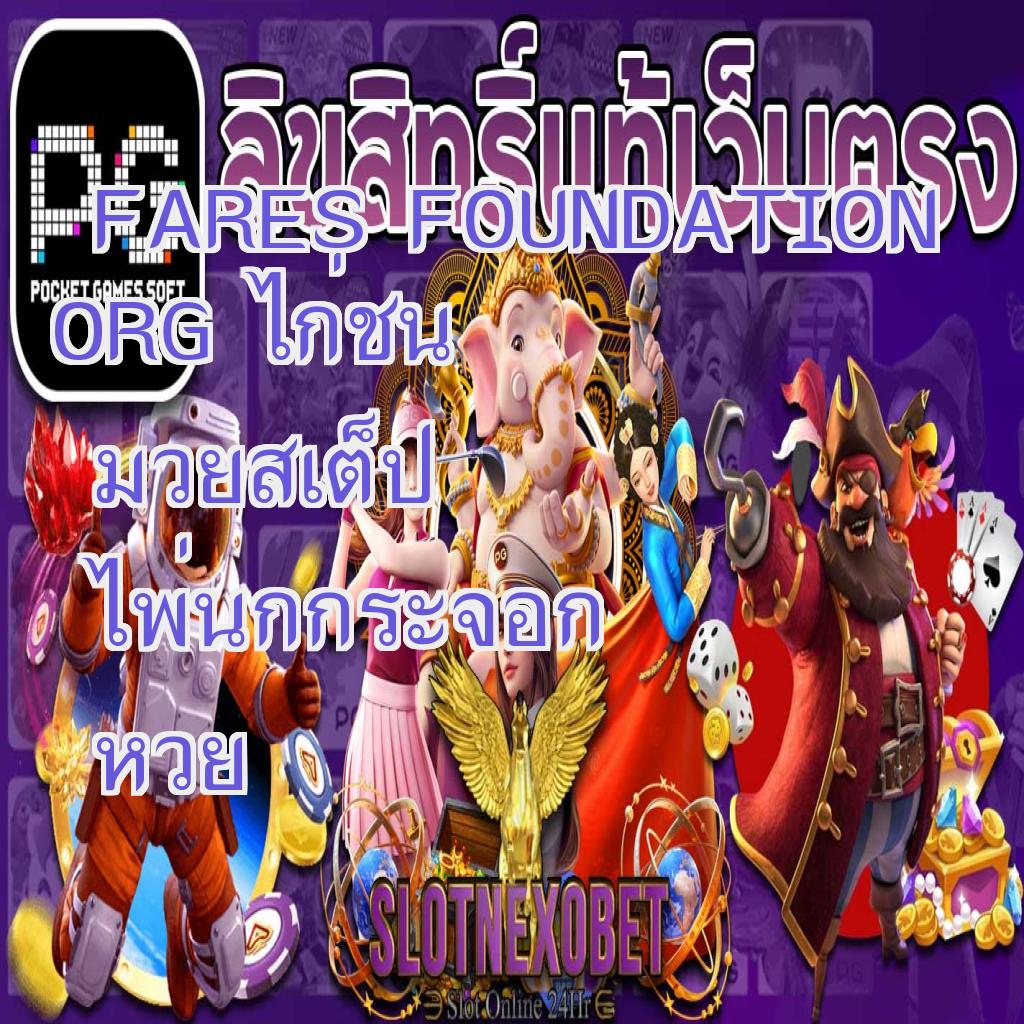 ลิขสิทธิ์แท้เว็บตรง
PG
POCKET GAMES SOFT
FARES FOUNDATION
ORG ไก่ชน
มวยสเต็ป
ไพ่นกกระจอก
หวย
PG
SLOTNEXOBET
Slot Online 24Hr